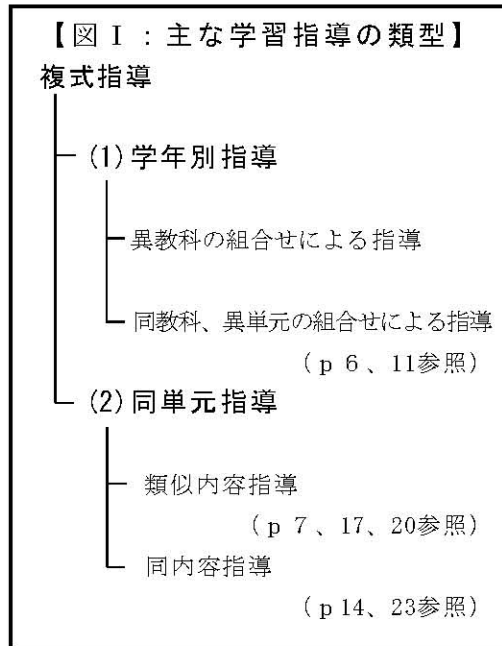 【図Ⅰ：主な学習指導の類型】
複式指導
(1)学年別指導
異教科の組合せによる指導
同教科、異単元の組合せによる指導
（ｐ６、11参照）
(2)同単元指導
類似内容指導
（ｐ７、17、20参照）
同内容指導
（ｐ14、23参照）